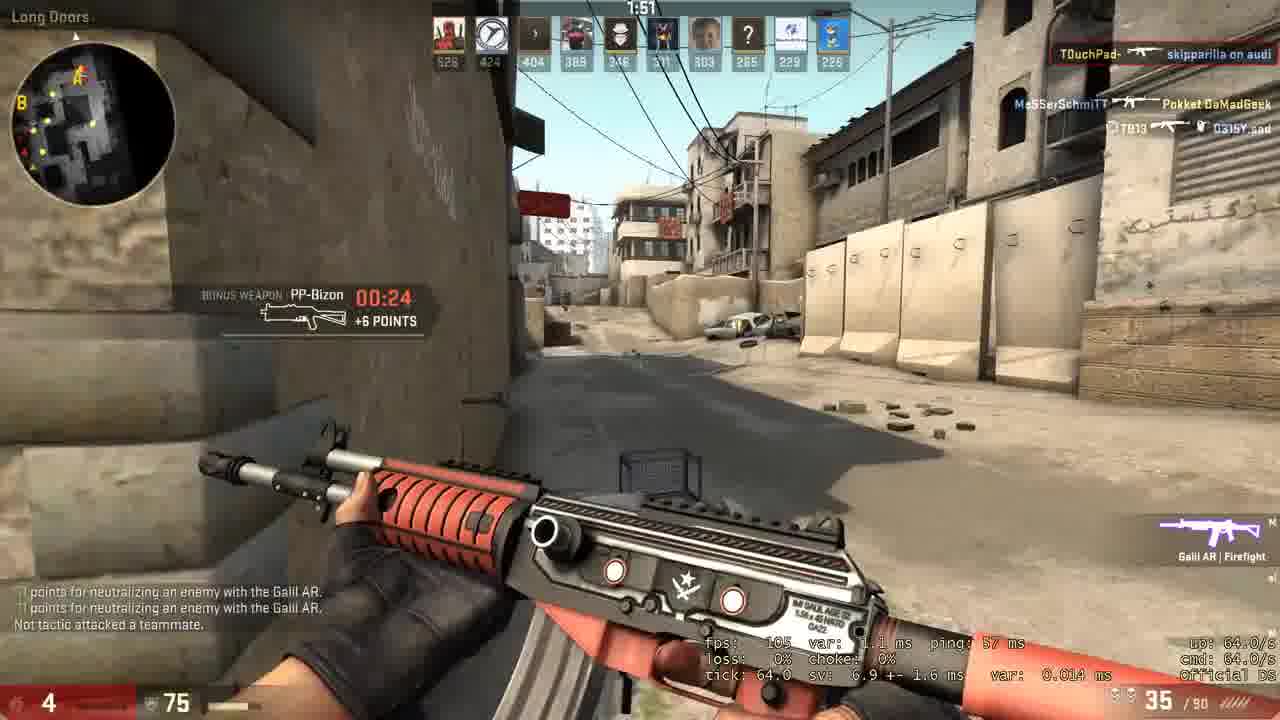 Long Doors
1:51
526 424 404 389 346 311 303 265 229 226
?
T0uchPad- skipparilla on audi
MeSSerSchmiTT Pokket DaMadGeek
TB13 D315Y.sad
B
BONUS WEAPON: PP-Bizon 00:24
+6 POINTS
Galil AR | Firefight
11 points for neutralizing an enemy with the Galil AR.
11 points for neutralizing an enemy with the Galil AR.
Not tactic attacked a teammate.
fps: 105 var: 1.1 ms ping: 57 ms
loss: 0% choke: 0%
tick: 64.0 sv: 6.9 +- 1.6 ms var: 0.014 ms
up: 64.0/s
cmd: 64.0/s
Official DS
4 75
35 / 90